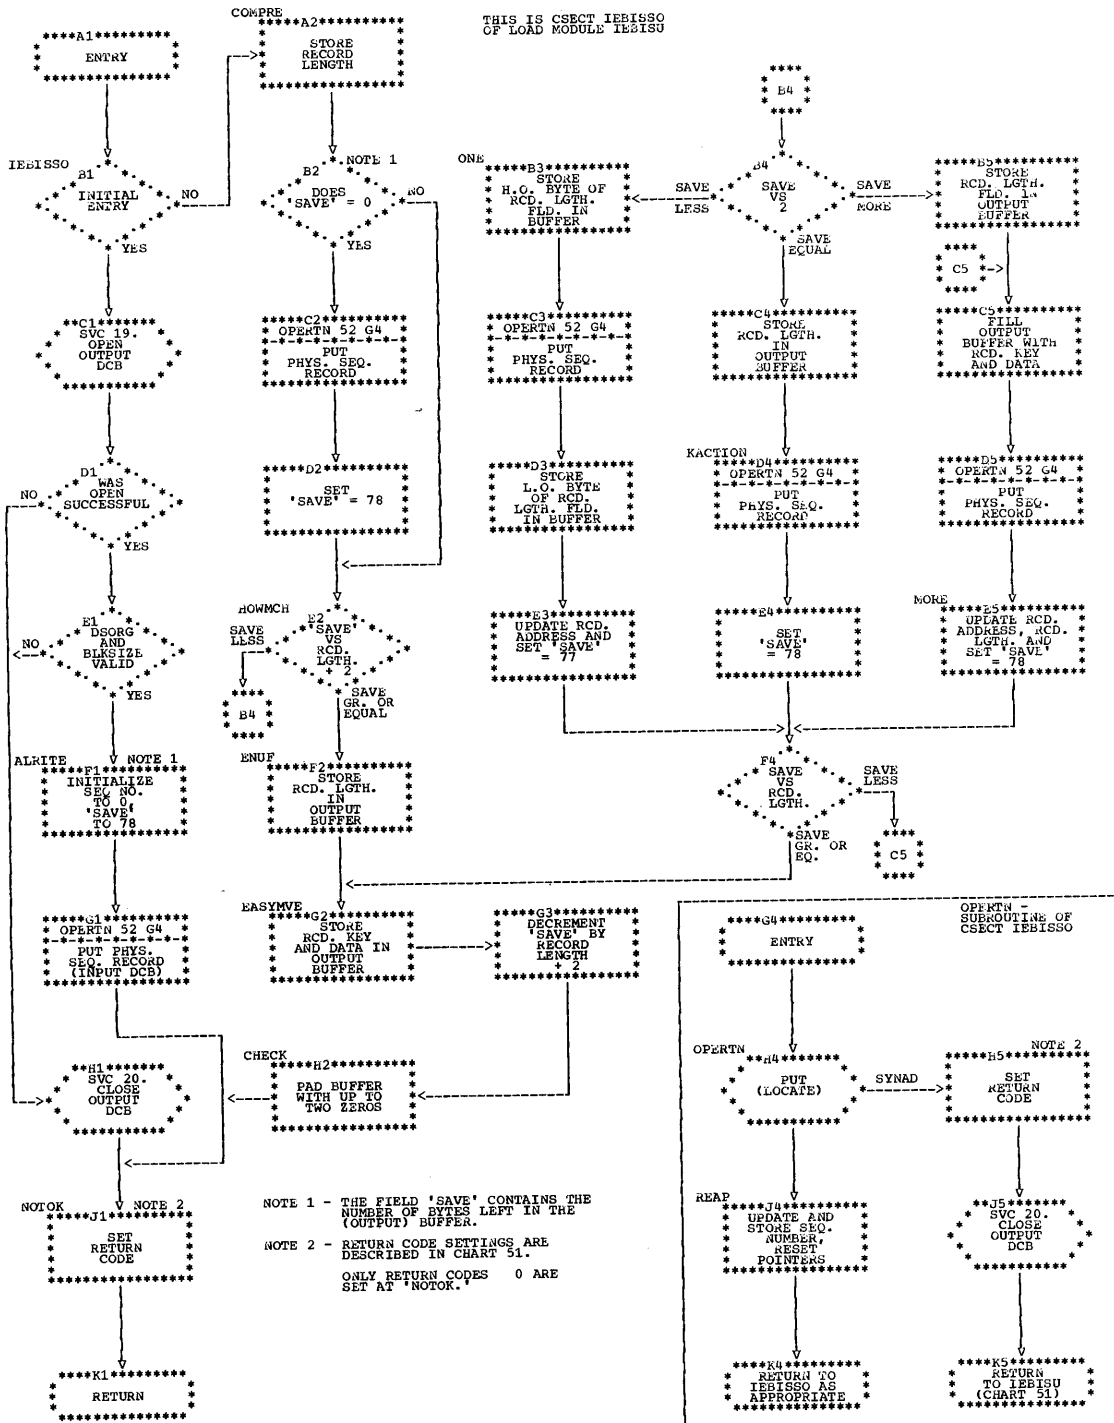 THIS IS CSECT IEBISSO
OF LOAD MODULE IEBISU
A1
ENTRY
COMPRE
A2
STORE
RECORD
LENGTH
B4
IEBISSO
B1
INITIAL
ENTRY
NO
YES
B2
NOTE 1
DOES
'SAVE' = 0
NO
YES
ONE
B3
STORE
H.O. BYTE OF
RCD. LGTH.
FLD. IN
BUFFER
B4
SAVE
VS
2
SAVE
LESS
SAVE
MORE
SAVE
EQUAL
B5
STORE
RCD. LGTH.
FLD. IN
OUTPUT
BUFFER
C5
C1
SVC 19.
OPEN
OUTPUT
DCB
C2
OPERTN 52 G4
PUT
PHYS. SEQ.
RECORD
C3
OPERTN 52 G4
PUT
PHYS. SEQ.
RECORD
C4
STORE
RCD. LGTH.
IN
OUTPUT
BUFFER
C5
FILL
OUTPUT
BUFFER WITH
RCD. KEY
AND DATA
D1
WAS
OPEN
SUCCESSFUL
NO
YES
D2
SET
'SAVE' = 78
D3
STORE
L.O. BYTE
OF RCD.
LGTH. FLD.
IN BUFFER
KACTION
D4
OPERTN 52 G4
PUT
PHYS. SEQ.
RECORD
D5
OPERTN 52 G4
PUT
PHYS. SEQ.
RECORD
E1
DSORG
AND
BLKSIZE
VALID
NO
YES
HOWMCH
E2
'SAVE'
VS
RCD.
LGTH.
+ 2
SAVE
LESS
SAVE
GR. OR
EQUAL
B4
E3
UPDATE RCD.
ADDRESS AND
SET 'SAVE'
= 77
E4
SET
'SAVE'
= 78
MORE
E5
UPDATE RCD.
ADDRESS, RCD.
LGTH. AND
SET 'SAVE'
= 78
ALRITE
F1
NOTE 1
INITIALIZE
SEQ NO.
TO 0,
'SAVE'
TO 78
ENUF
F2
STORE
RCD. LGTH.
IN
OUTPUT
BUFFER
F4
SAVE
VS
RCD.
LGTH.
SAVE
LESS
SAVE
GR. OR
EQ.
C5
G1
OPERTN 52 G4
PUT PHYS.
SEQ. RECORD
(INPUT DCB)
EASYMVE
G2
STORE
RCD. KEY
AND DATA IN
OUTPUT
BUFFER
G3
DECREMENT
'SAVE' BY
RECORD
LENGTH
+ 2
OPERTN -
SUBROUTINE OF
CSECT IEBISSO
G4
ENTRY
H1
SVC 20.
CLOSE
OUTPUT
DCB
CHECK
H2
PAD BUFFER
WITH UP TO
TWO ZEROS
OPERTN
H4
PUT
(LOCATE)
SYNAD
NOTE 2
H5
SET
RETURN
CODE
NOTOK
J1
NOTE 2
SET
RETURN
CODE
NOTE 1 - THE FIELD 'SAVE' CONTAINS THE
NUMBER OF BYTES LEFT IN THE
(OUTPUT) BUFFER.
NOTE 2 - RETURN CODE SETTINGS ARE
DESCRIBED IN CHART 51.
ONLY RETURN CODES 0 ARE
SET AT 'NOTOK.'
REAP
J4
UPDATE AND
STORE SEQ.
NUMBER,
RESET
POINTERS
J5
SVC 20.
CLOSE
OUTPUT
DCB
K1
RETURN
K4
RETURN TO
IEBISSO AS
APPROPRIATE
K5
RETURN
TO IEBISU
(CHART 51)